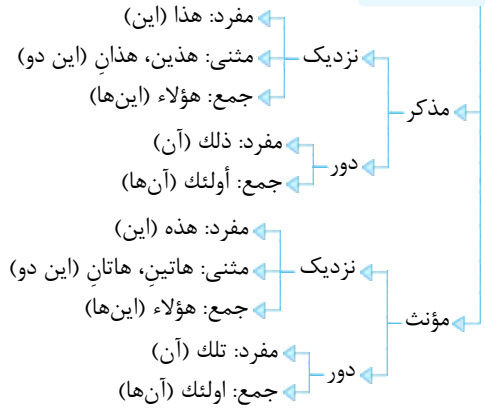 مفرد: هذا (این)
نزدیک
مثنی: هذین، هذانِ (این دو)
جمع: هؤلاء (این‌ها)
مذکر
مفرد: ذلك (آن)
دور
جمع: أولئك (آن‌ها)
مفرد: هذه (این)
نزدیک
مثنی: هاتینِ، هاتانِ (این دو)
جمع: هؤلاء (این‌ها)
مؤنث
مفرد: تلك (آن)
دور
جمع: اولئك (آن‌ها)